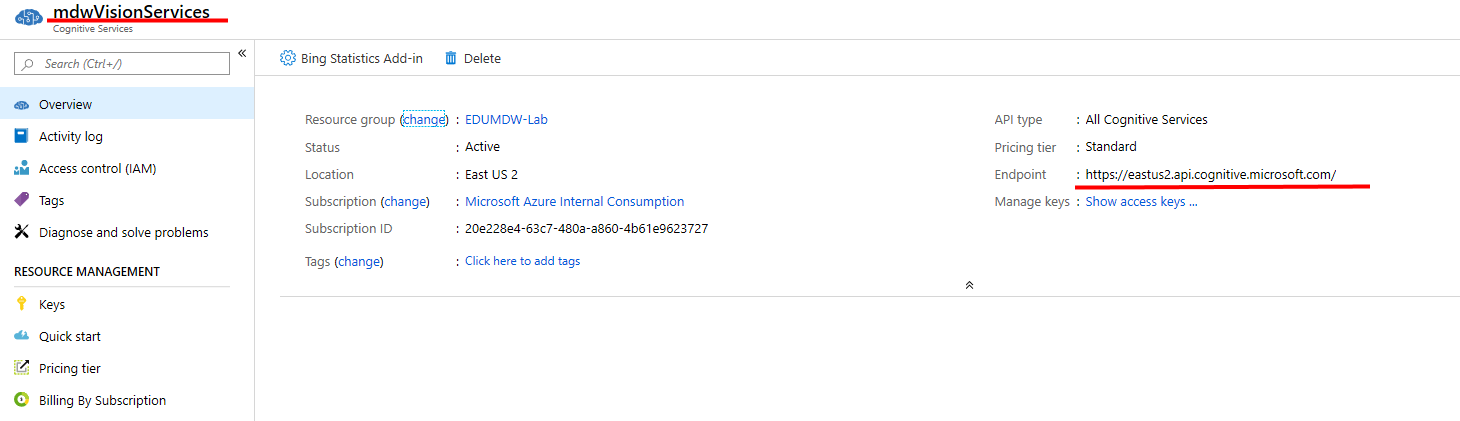 mdwVisionServices
Cognitive Services
Search (Ctrl+/)
«
Overview
Activity log
Access control (IAM)
Tags
Diagnose and solve problems
RESOURCE MANAGEMENT
Keys
Quick start
Pricing tier
Billing By Subscription
Bing Statistics Add-in Delete
Resource group (change) : EDUMDW-Lab
Status : Active
Location : East US 2
Subscription (change) : Microsoft Azure Internal Consumption
Subscription ID : 20e228e4-63c7-480a-a860-4b61e9623727
Tags (change) : Click here to add tags
API type : All Cognitive Services
Pricing tier : Standard
Endpoint : https://eastus2.api.cognitive.microsoft.com/
Manage keys : Show access keys ...